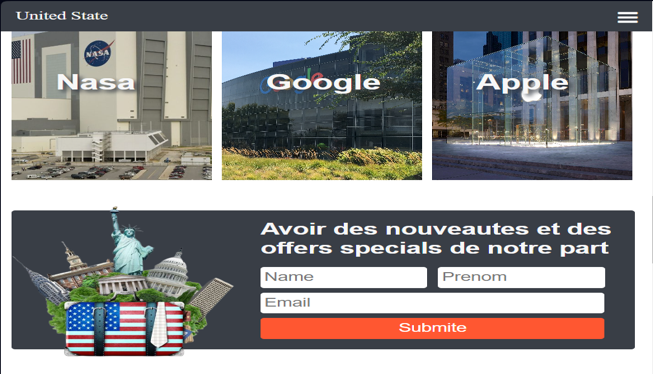 United State
NASA
Nasa
Google
Apple
Avoir des nouveautes et des
offers specials de notre part
Name
Prenom
Email
Submite